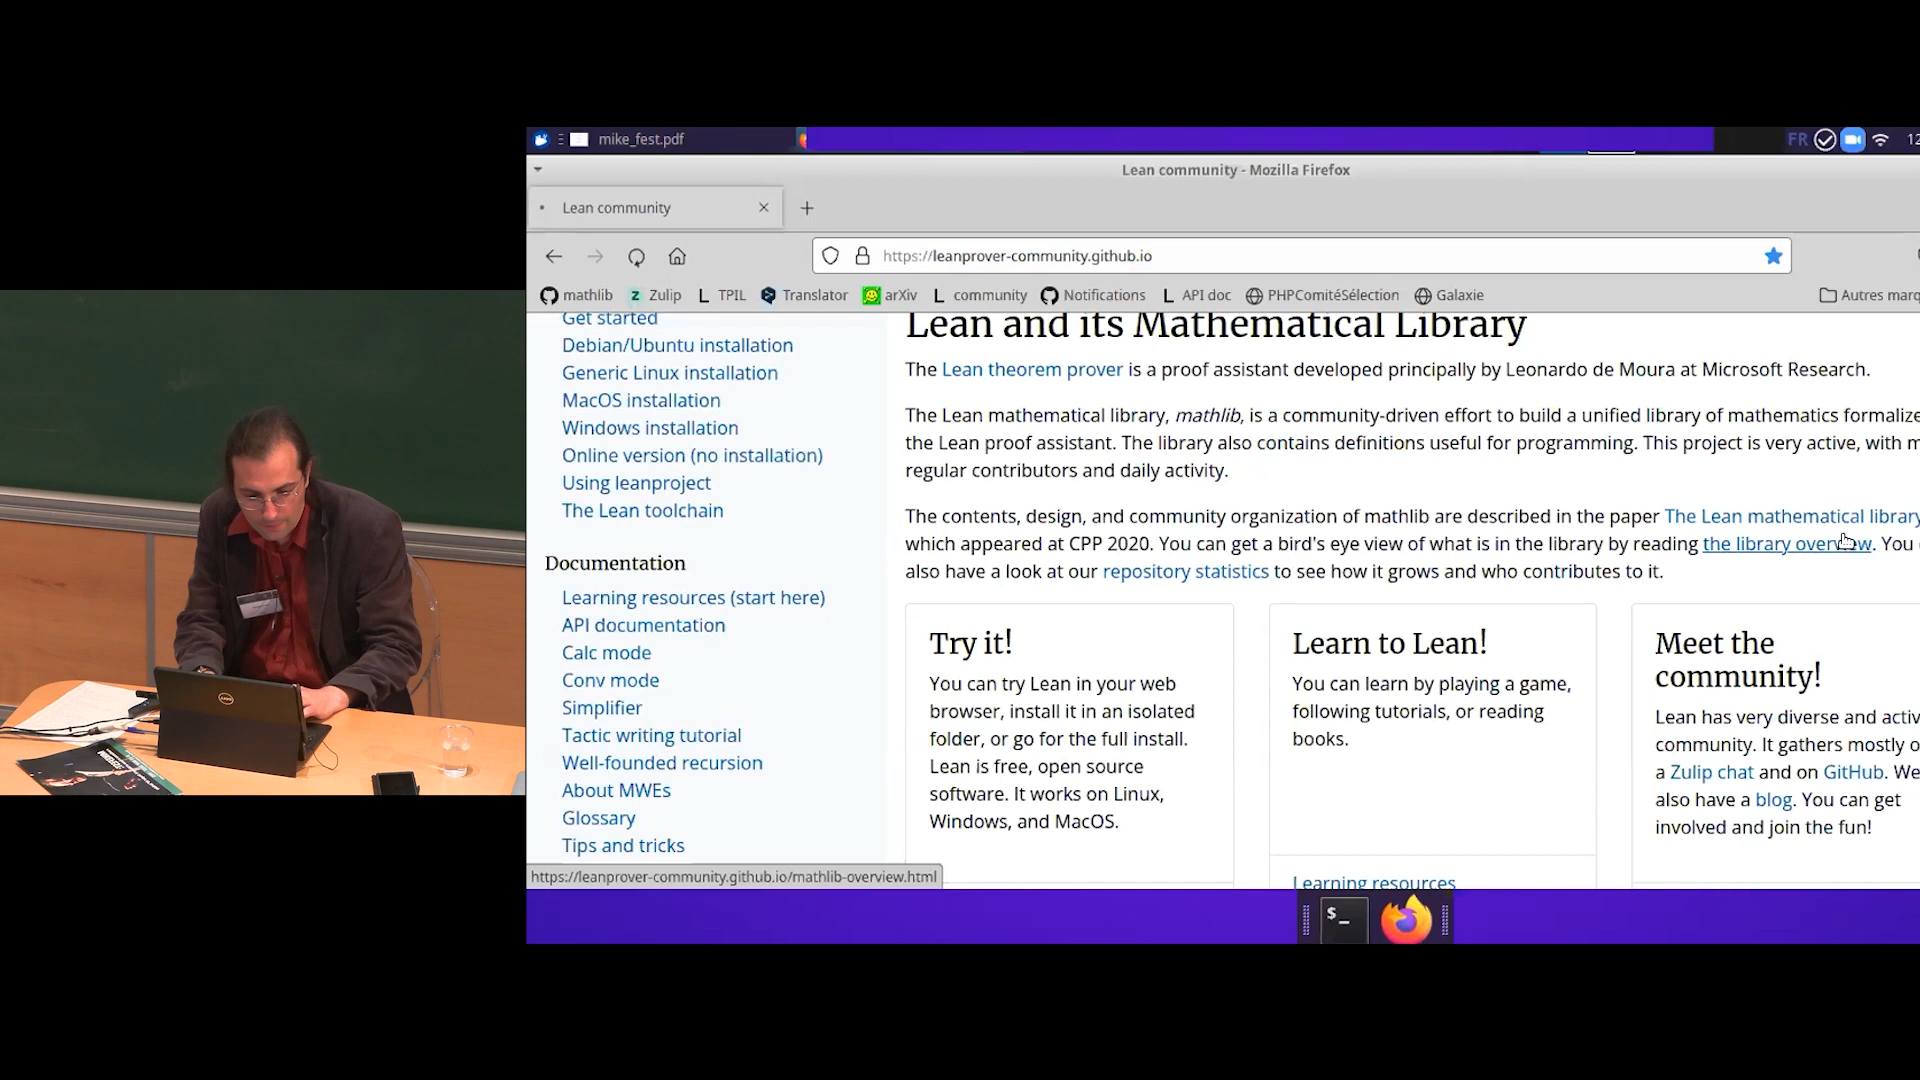 mike_fest.pdf
FR
12
Lean community - Mozilla Firefox
Lean community
https://leanprover-community.github.io
mathlib
Zulip
TPIL
Translator
arXiv
community
Notifications
API doc
PHPComitéSélection
Galaxie
Autres marq
Get started
Debian/Ubuntu installation
Generic Linux installation
MacOS installation
Windows installation
Online version (no installation)
Using leanproject
The Lean toolchain
Documentation
Learning resources (start here)
API documentation
Calc mode
Conv mode
Simplifier
Tactic writing tutorial
Well-founded recursion
About MWEs
Glossary
Tips and tricks
https://leanprover-community.github.io/mathlib-overview.html
Lean and its Mathematical Library
The Lean theorem prover is a proof assistant developed principally by Leonardo de Moura at Microsoft Research.
The Lean mathematical library, mathlib, is a community-driven effort to build a unified library of mathematics formalize
the Lean proof assistant. The library also contains definitions useful for programming. This project is very active, with m
regular contributors and daily activity.
The contents, design, and community organization of mathlib are described in the paper The Lean mathematical library
which appeared at CPP 2020. You can get a bird's eye view of what is in the library by reading the library overview. You
also have a look at our repository statistics to see how it grows and who contributes to it.
Try it!
You can try Lean in your web
browser, install it in an isolated
folder, or go for the full install.
Lean is free, open source
software. It works on Linux,
Windows, and MacOS.
Learn to Lean!
You can learn by playing a game,
following tutorials, or reading
books.
Learning resources
Meet the
community!
Lean has very diverse and activ
community. It gathers mostly o
a Zulip chat and on GitHub. We
also have a blog. You can get
involved and join the fun!
$_
DELL